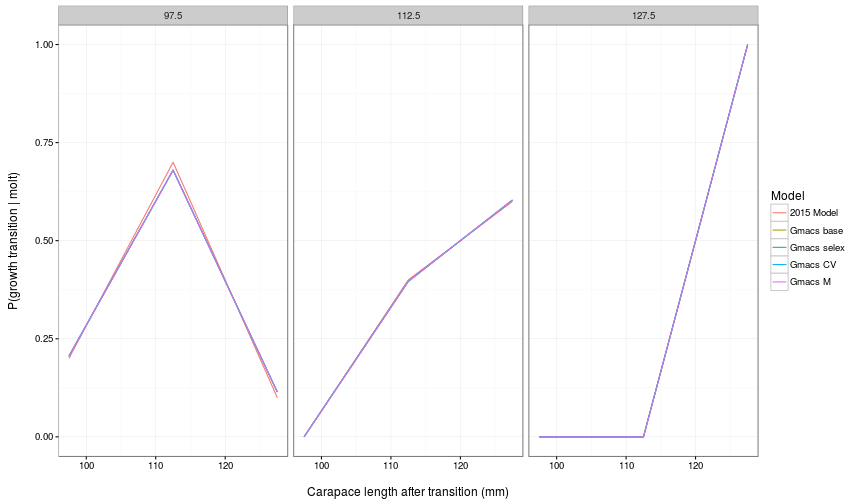 97.5 112.5 127.5
1.00
0.75
0.50
0.25
0.00
P(growth transition | molt)
100 110 120 100 110 120 100 110 120
Carapace length after transition (mm)
Model
2015 Model
Gmacs base
Gmacs selex
Gmacs CV
Gmacs M